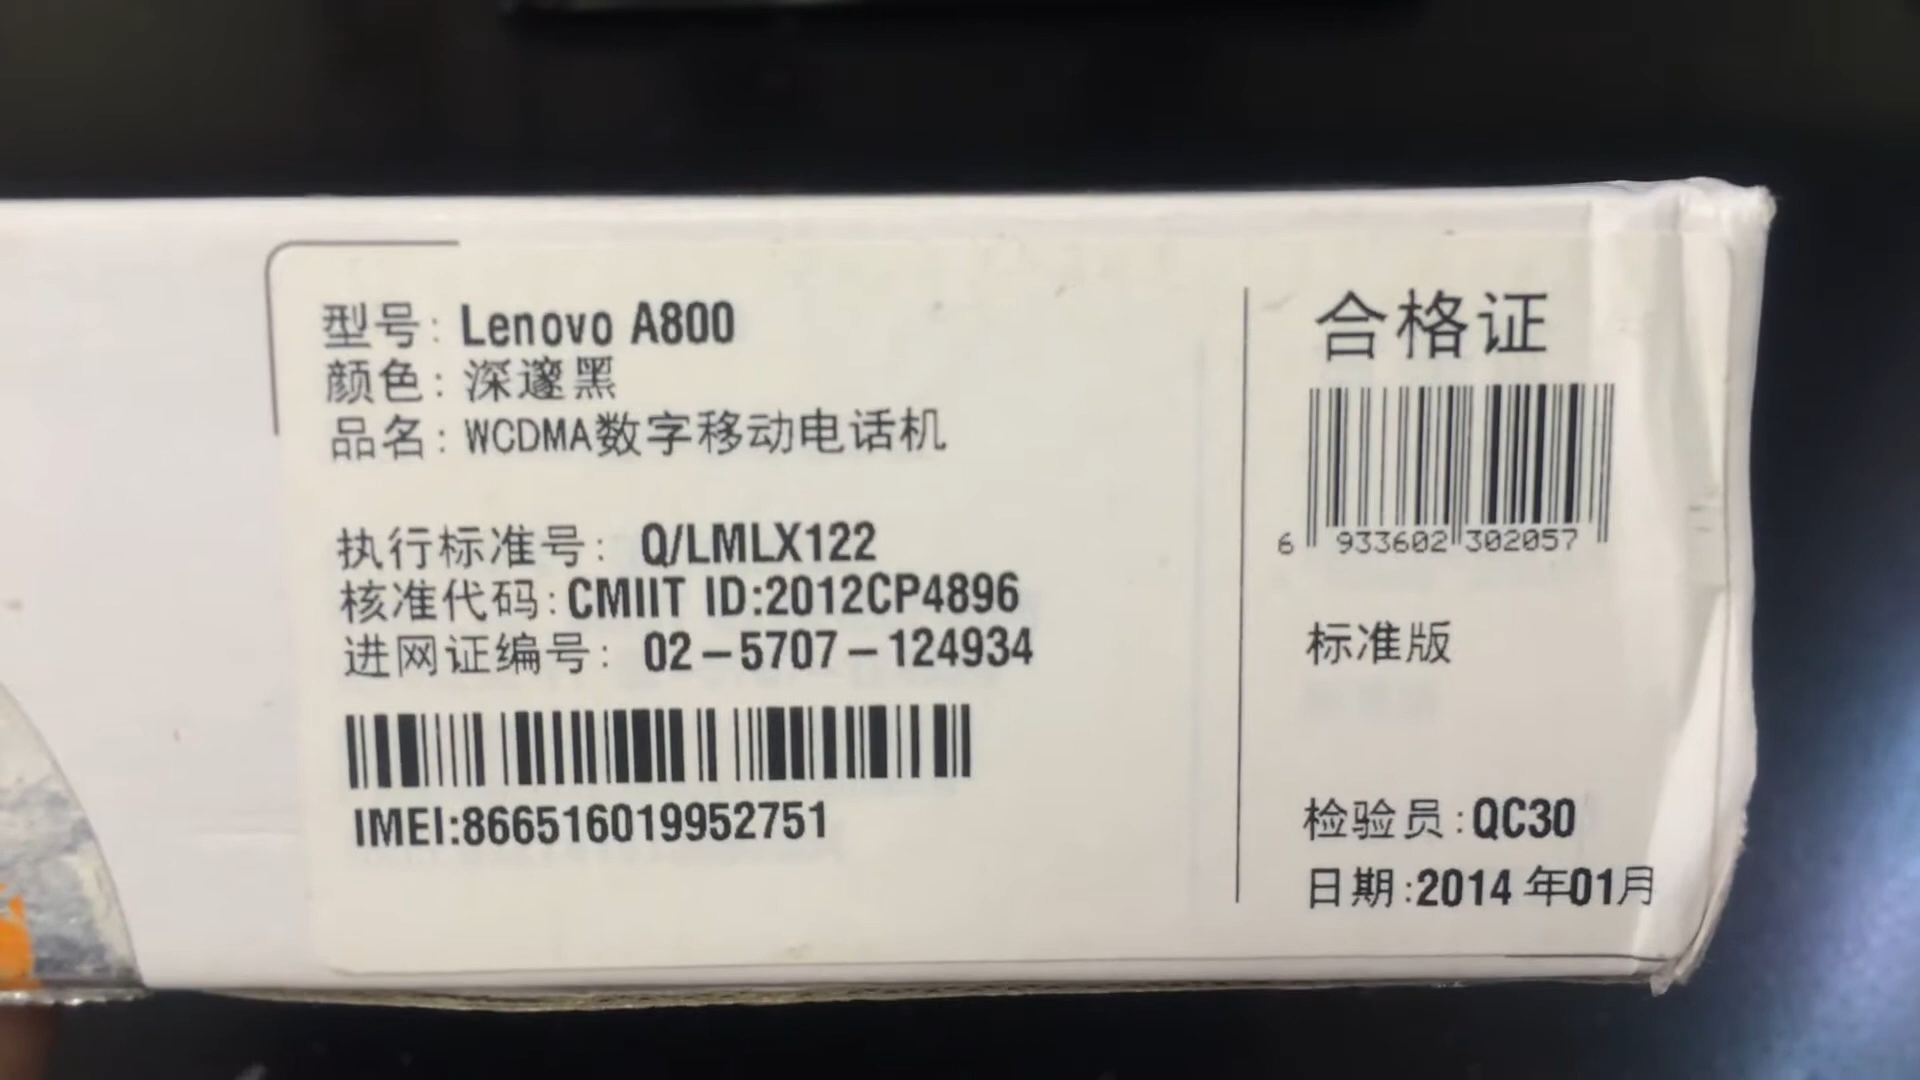 型号: Lenovo A800
颜色: 深邃黑
品名: WCDMA数字移动电话机
执行标准号: Q/LMLX122
核准代码:CMIIT ID:2012CP4896
进网证编号: 02-5707-124934
IMEI:866516019952751
合格证
6 933602 302057
标准版
检验员:QC30
日期:2014 年01月